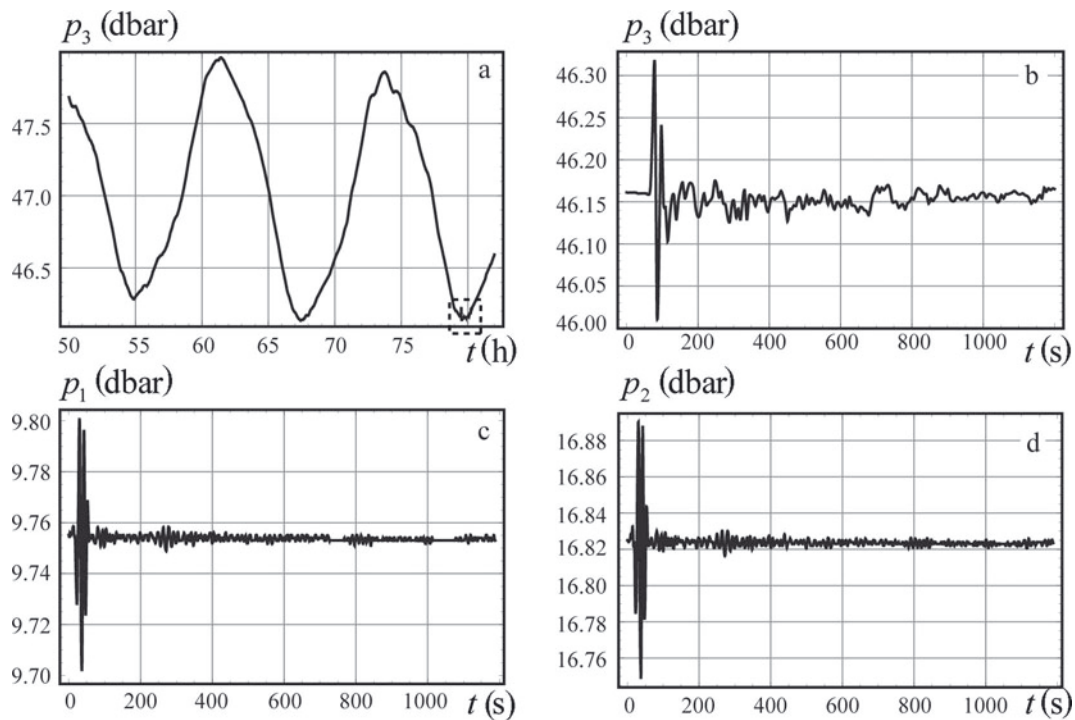 p3 (dbar)
a
47.5
47.0
46.5
50 55 60 65 70 75 t (h)
p3 (dbar)
b
46.30
46.25
46.20
46.15
46.10
46.05
46.00
0 200 400 600 800 1000 t (s)
p1 (dbar)
c
9.80
9.78
9.76
9.74
9.72
9.70
0 200 400 600 800 1000 t (s)
p2 (dbar)
d
16.88
16.86
16.84
16.82
16.80
16.78
16.76
0 200 400 600 800 1000 t (s)